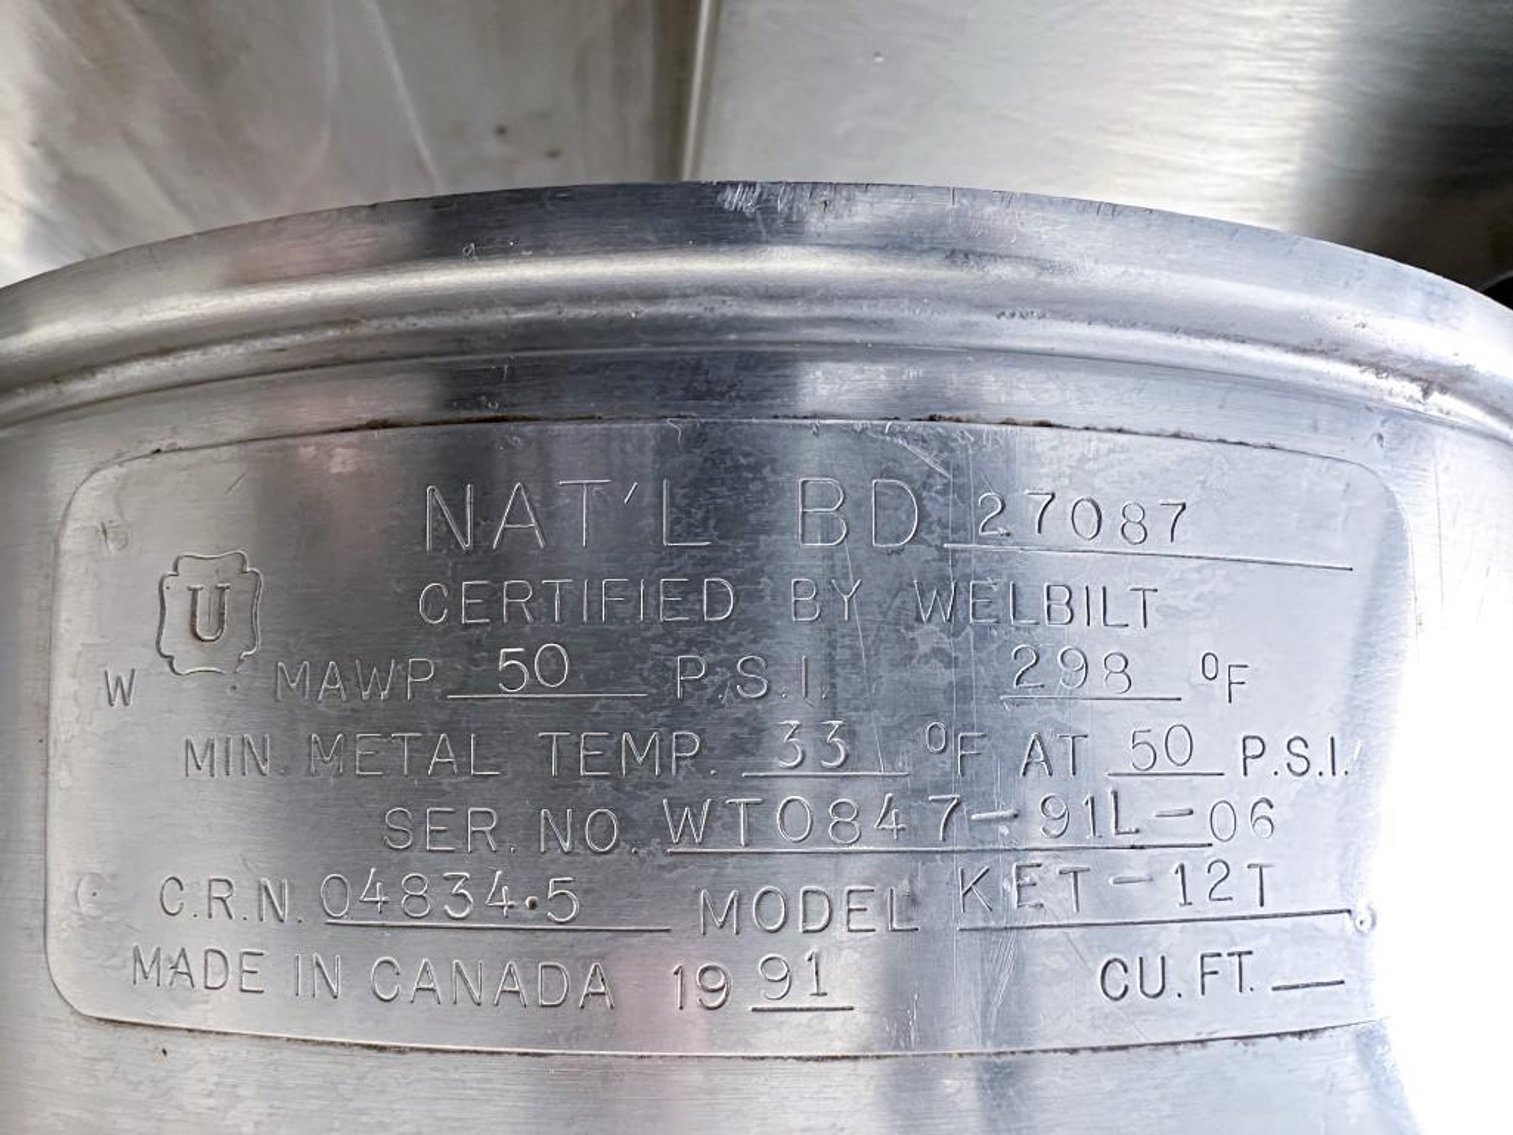 NAT'L BD 27087
U
CERTIFIED BY WELBILT
W MAWP 50 P.S.I. 298 °F
MIN. METAL TEMP. 33 °F AT 50 P.S.I.
SER. NO. WT0847-91L-06
C.R.N. 04834.5 MODEL KET-12T
MADE IN CANADA 1991 CU. FT.